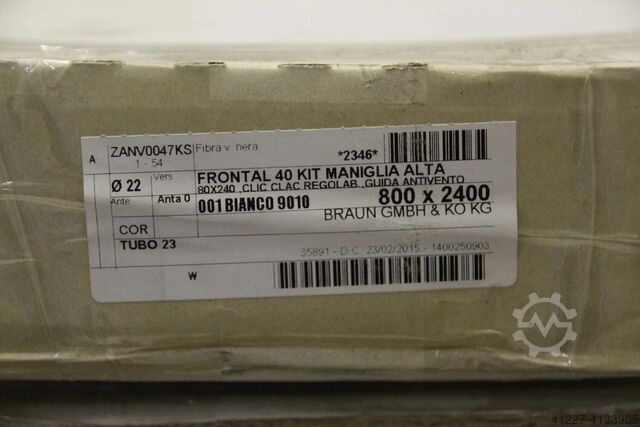 A ZANV0047KS Fibra v. nera *2346*
1 - 54
Ø 22 Vers FRONTAL 40 KIT MANIGLIA ALTA
80X240 ,CLIC CLAC REGOLAB.,GUIDA ANTIVENTO
Ante Anta 0 001 BIANCO 9010 800 x 2400
BRAUN GMBH & KO KG
COR
TUBO 23
35891 - D.C. 23/02/2015 - 1400250903
W
41227-4133905